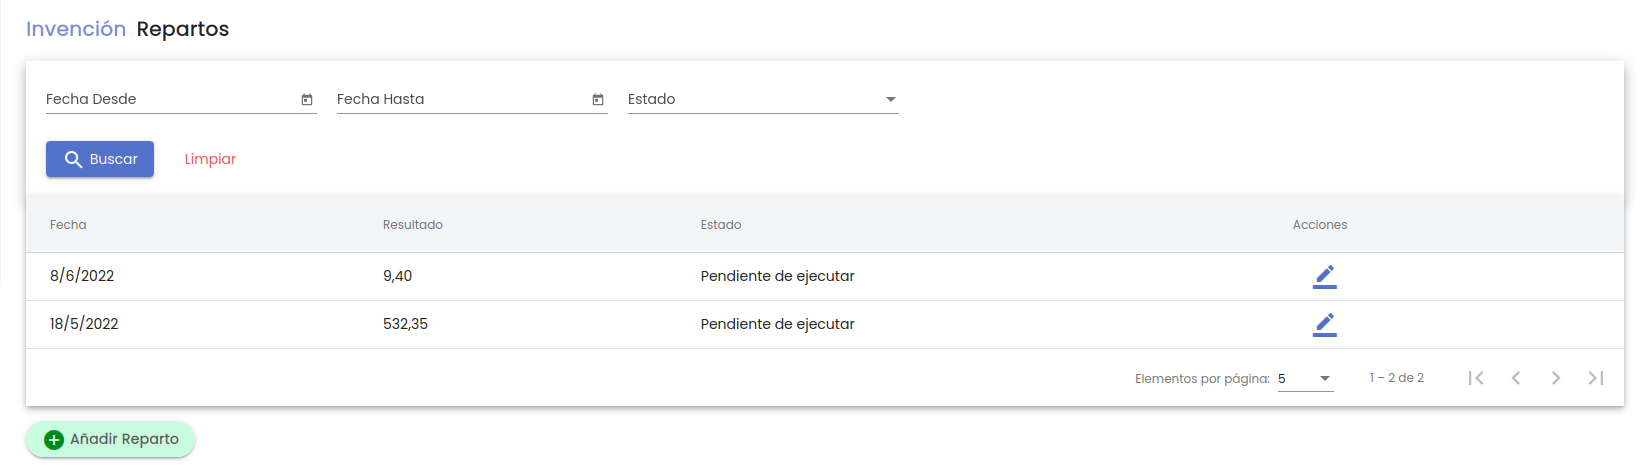 Invención Repartos
Fecha Desde Fecha Hasta Estado
Buscar Limpiar
Fecha Resultado Estado Acciones
8/6/2022 9,40 Pendiente de ejecutar
18/5/2022 532,35 Pendiente de ejecutar
Elementos por página: 5 1 – 2 de 2
Añadir Reparto